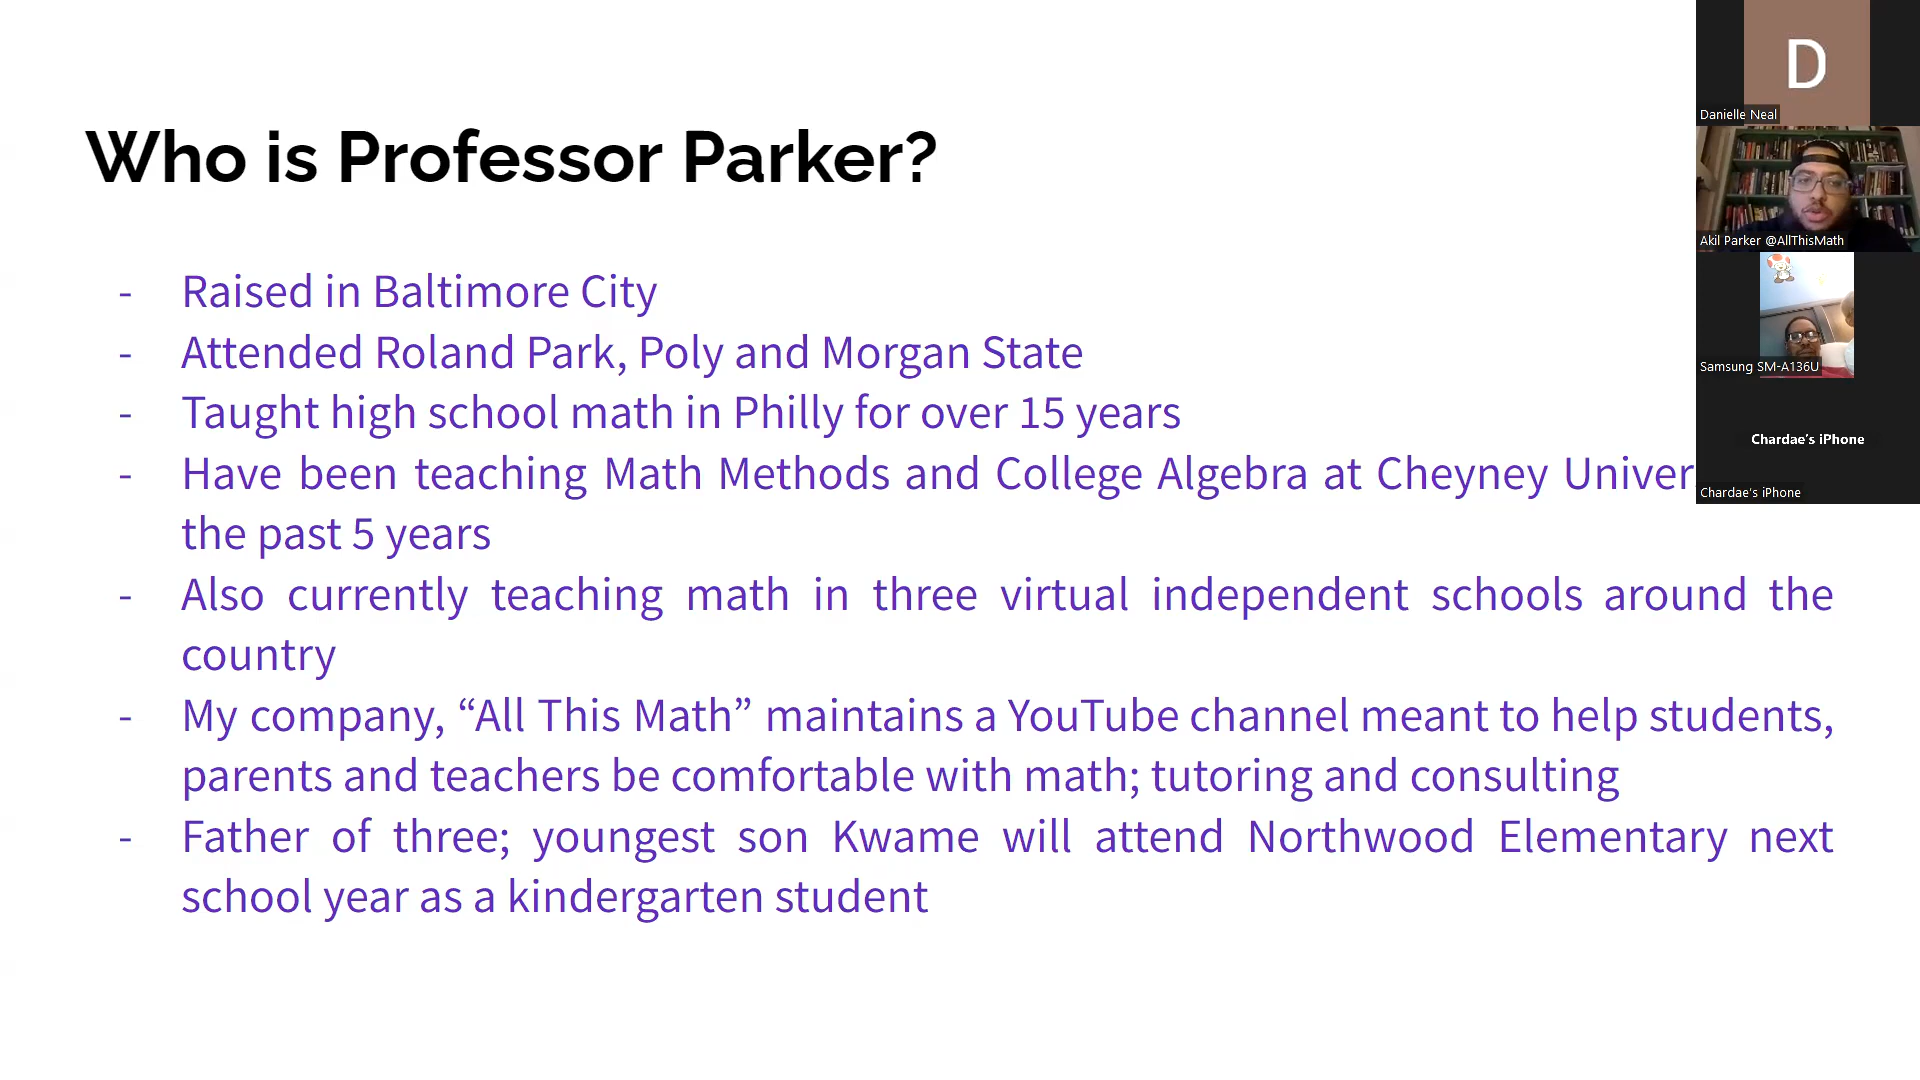 Who is Professor Parker?
- Raised in Baltimore City
- Attended Roland Park, Poly and Morgan State
- Taught high school math in Philly for over 15 years
- Have been teaching Math Methods and College Algebra at Cheyney Univer
the past 5 years
- Also currently teaching math in three virtual independent schools around the
country
- My company, “All This Math” maintains a YouTube channel meant to help students,
parents and teachers be comfortable with math; tutoring and consulting
- Father of three; youngest son Kwame will attend Northwood Elementary next
school year as a kindergarten student
D
Danielle Neal
Akil Parker @AllThisMath
Samsung SM-A136U
Chardae's iPhone
Chardae's iPhone